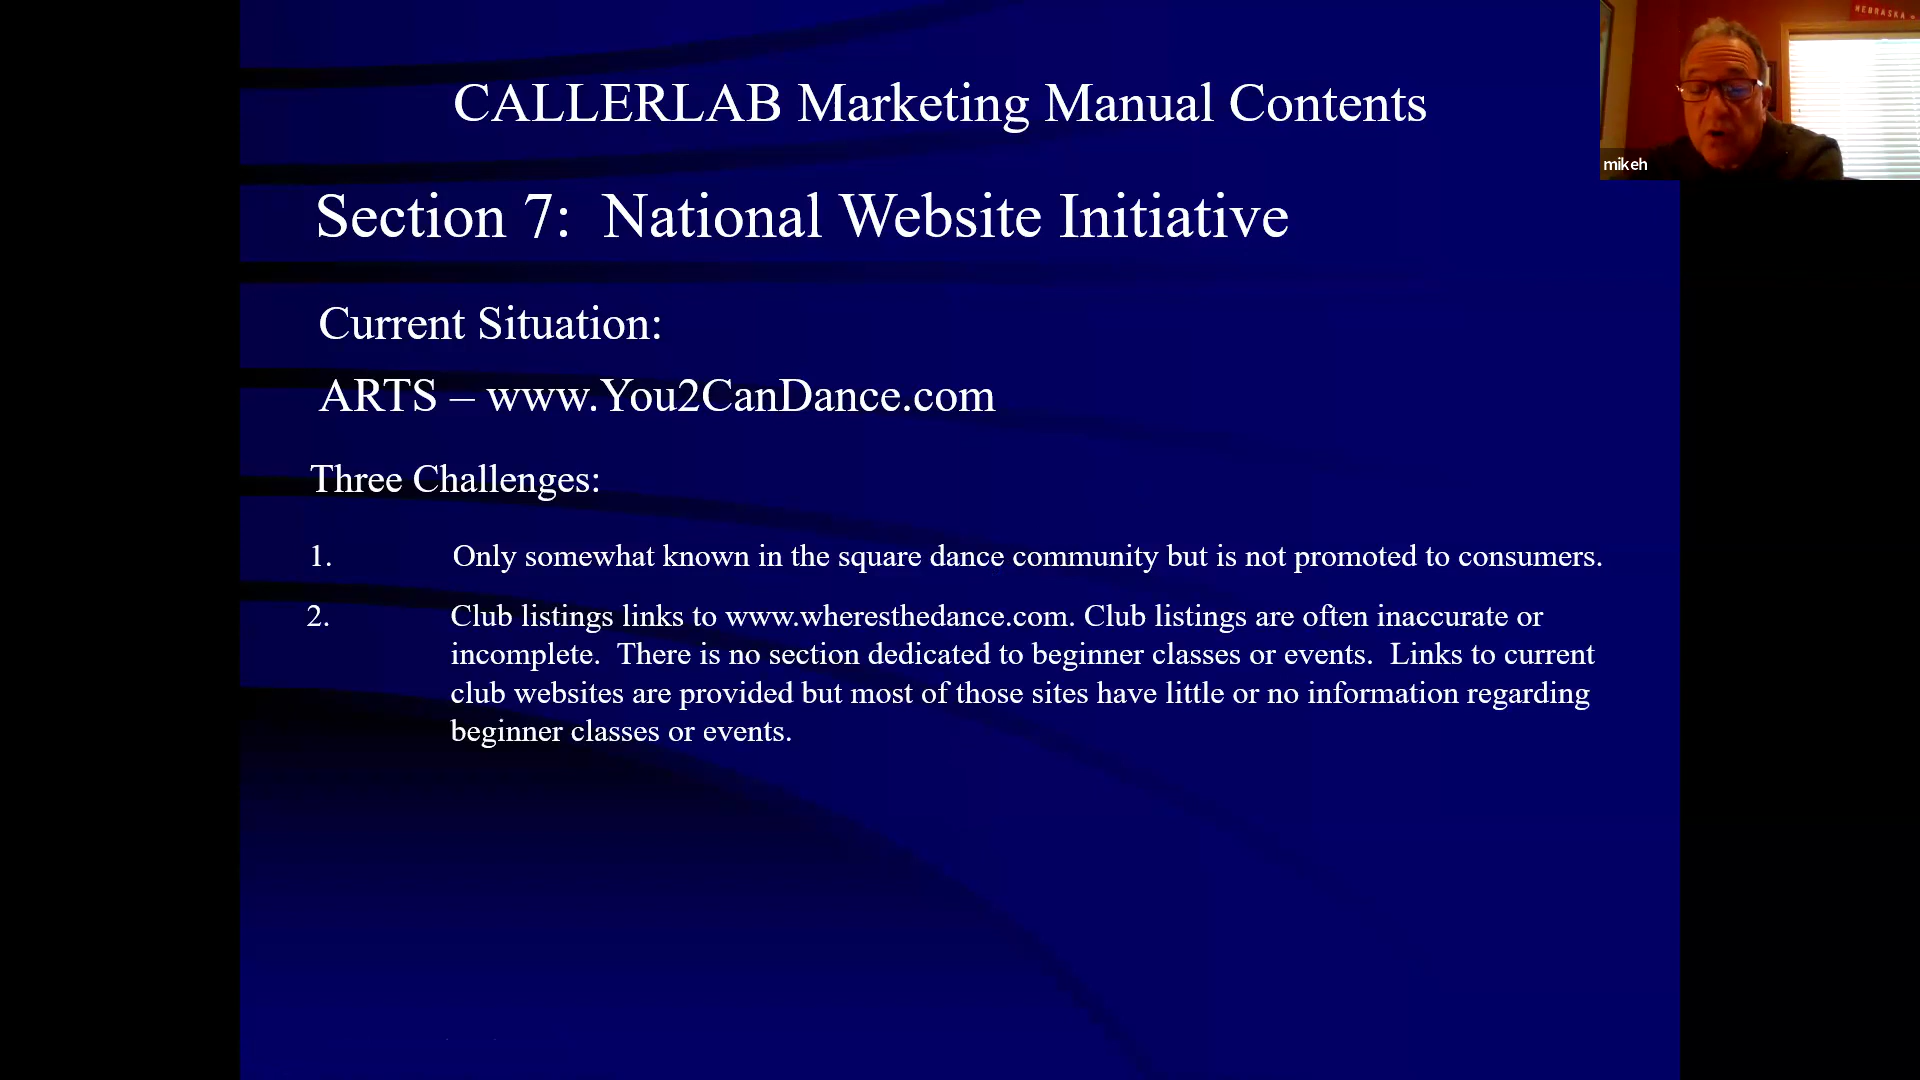 NEBRASKA
mikeh
CALLERLAB Marketing Manual Contents
Section 7:  National Website Initiative
Current Situation:
ARTS – www.You2CanDance.com
Three Challenges:
1. Only somewhat known in the square dance community but is not promoted to consumers.
2. Club listings links to www.wheresthedance.com. Club listings are often inaccurate or
incomplete.  There is no section dedicated to beginner classes or events.  Links to current
club websites are provided but most of those sites have little or no information regarding
beginner classes or events.